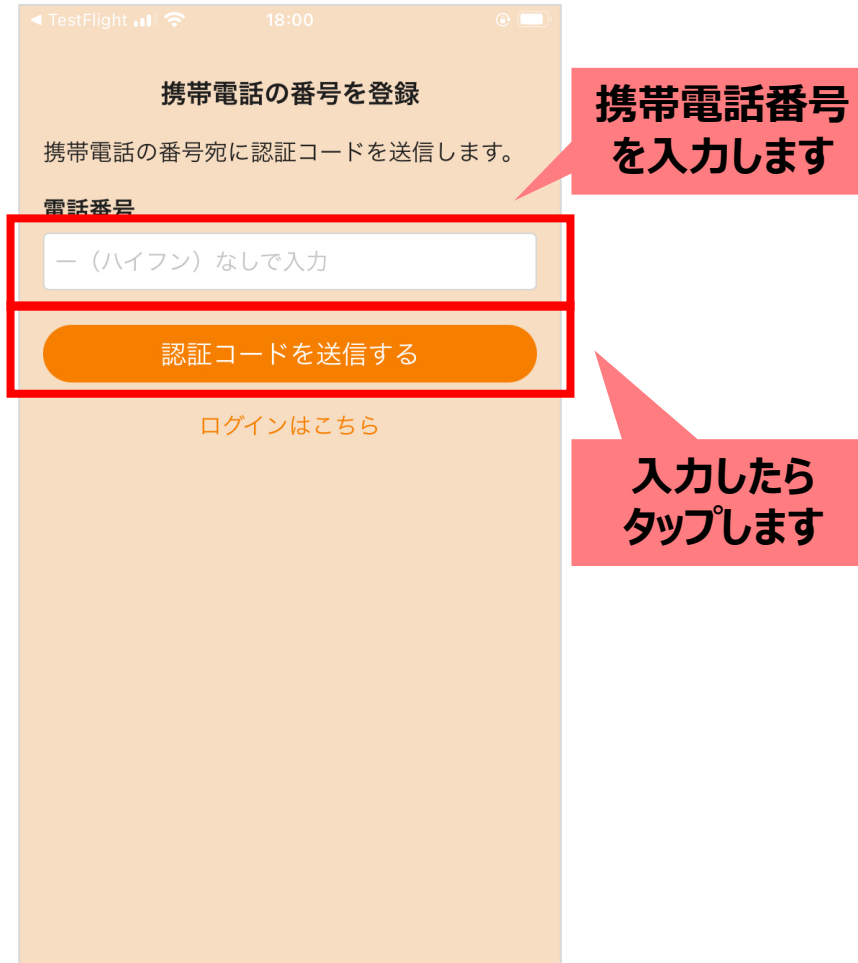 ◀ TestFlight 18:00
携帯電話の番号を登録
携帯電話の番号宛に認証コードを送信します。
電話番号
ー（ハイフン）なしで入力
認証コードを送信する
ログインはこちら
携帯電話番号
を入力します
入力したら
タップします